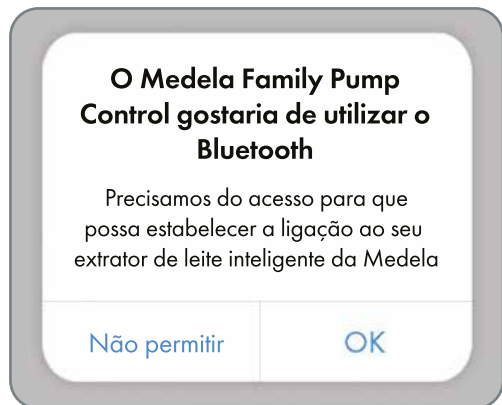 O Medela Family Pump
Control gostaria de utilizar o
Bluetooth
Precisamos do acesso para que
possa estabelecer a ligação ao seu
extrator de leite inteligente da Medela
Não permitir
OK